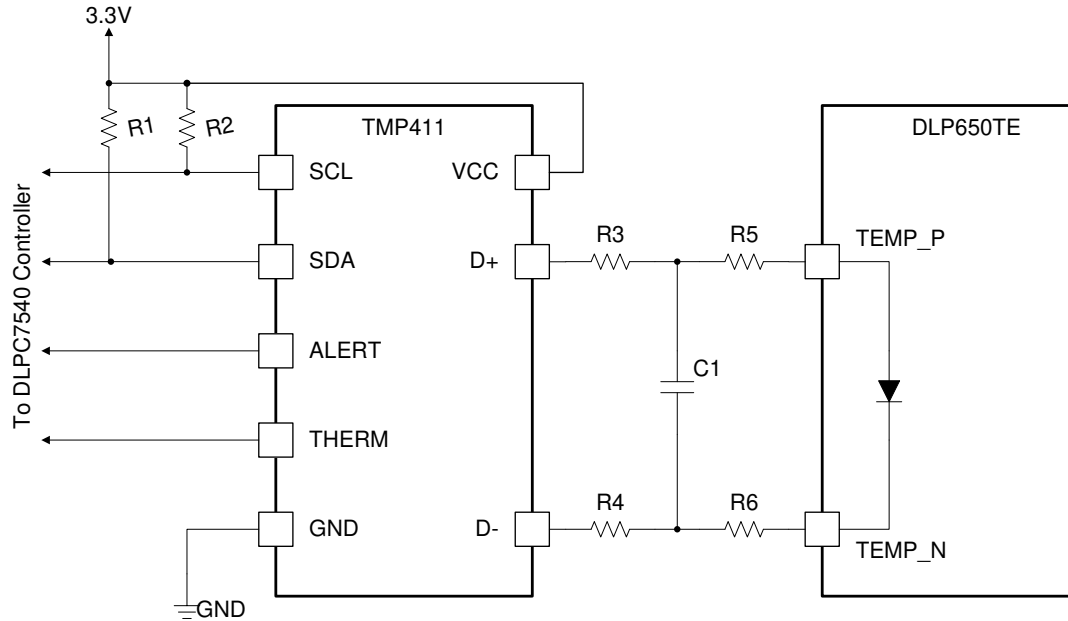 3.3V
R1
R2
TMP411
DLP650TE
SCL
VCC
R3
R5
TEMP_P
SDA
D+
To DLPC7540 Controller
ALERT
C1
THERM
R4
R6
GND
D-
TEMP_N
GND